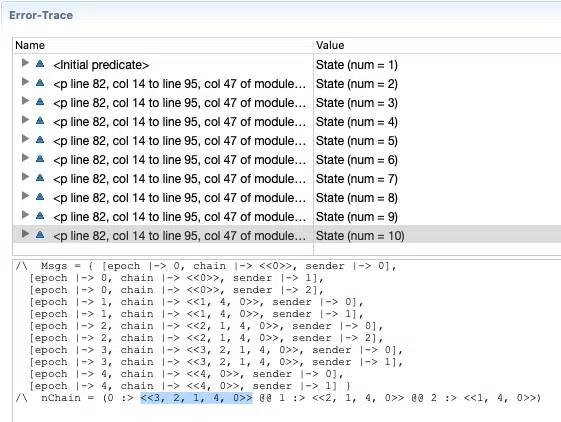 Error-Trace
Name Value
<Initial predicate> State (num = 1)
<p line 82, col 14 to line 95, col 47 of module... State (num = 2)
<p line 82, col 14 to line 95, col 47 of module... State (num = 3)
<p line 82, col 14 to line 95, col 47 of module... State (num = 4)
<p line 82, col 14 to line 95, col 47 of module... State (num = 5)
<p line 82, col 14 to line 95, col 47 of module... State (num = 6)
<p line 82, col 14 to line 95, col 47 of module... State (num = 7)
<p line 82, col 14 to line 95, col 47 of module... State (num = 8)
<p line 82, col 14 to line 95, col 47 of module... State (num = 9)
<p line 82, col 14 to line 95, col 47 of module... State (num = 10)
/\ Msgs = { [epoch |-> 0, chain |-> <<0>>, sender |-> 0],
[epoch |-> 0, chain |-> <<0>>, sender |-> 1],
[epoch |-> 0, chain |-> <<0>>, sender |-> 2],
[epoch |-> 1, chain |-> <<1, 4, 0>>, sender |-> 0],
[epoch |-> 1, chain |-> <<1, 4, 0>>, sender |-> 1],
[epoch |-> 2, chain |-> <<2, 1, 4, 0>>, sender |-> 0],
[epoch |-> 2, chain |-> <<2, 1, 4, 0>>, sender |-> 2],
[epoch |-> 3, chain |-> <<3, 2, 1, 4, 0>>, sender |-> 0],
[epoch |-> 3, chain |-> <<3, 2, 1, 4, 0>>, sender |-> 1],
[epoch |-> 4, chain |-> <<4, 0>>, sender |-> 0],
[epoch |-> 4, chain |-> <<4, 0>>, sender |-> 1] }
/\ nChain = (0 :> <<3, 2, 1, 4, 0>> @@ 1 :> <<2, 1, 4, 0>> @@ 2 :> <<1, 4, 0>>)